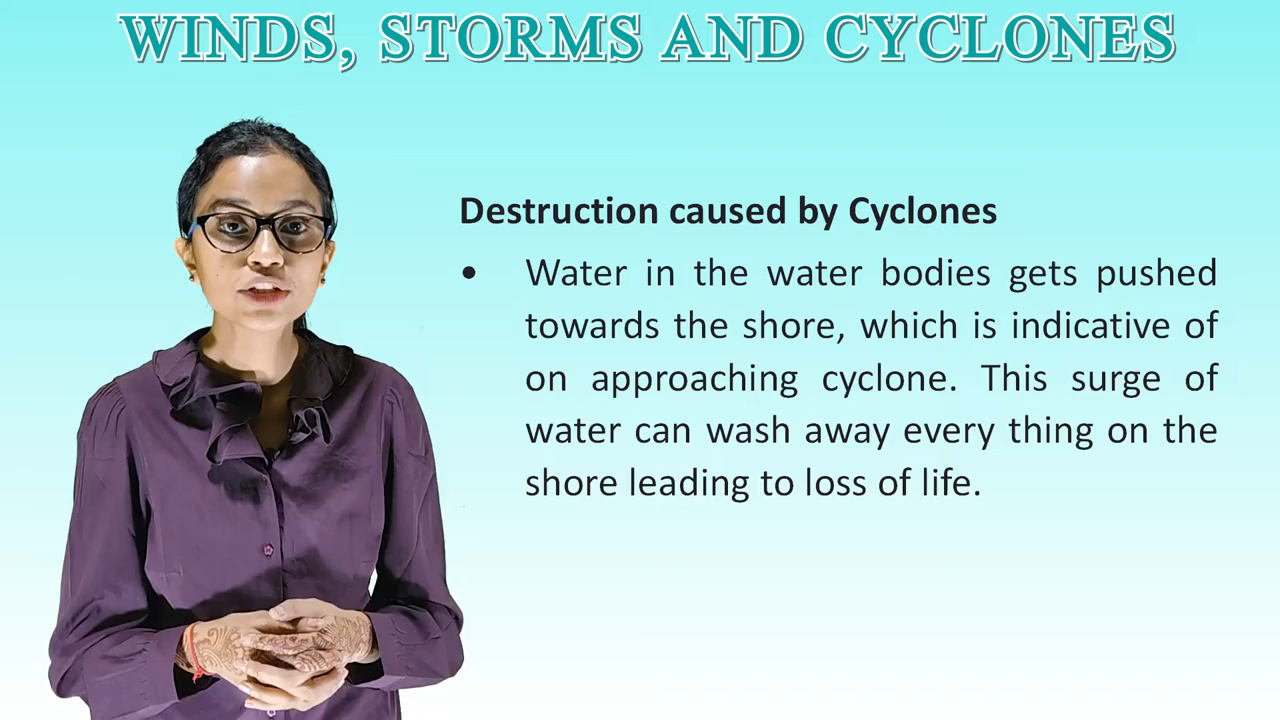 WINDS, STORMS AND CYCLONES
Destruction caused by Cyclones
• Water in the water bodies gets pushed
towards the shore, which is indicative of
on approaching cyclone. This surge of
water can wash away every thing on the
shore leading to loss of life.